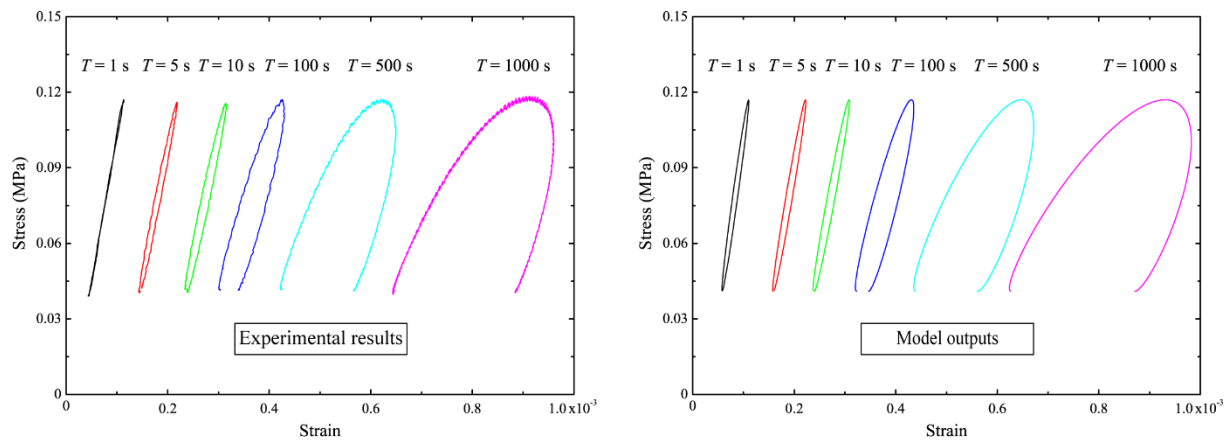 0.15
0.12
0.09
0.06
0.03
0
Stress (MPa)
T = 1 s T = 5 s T = 10 s T = 100 s T = 500 s T = 1000 s
Experimental results
0 0.2 0.4 0.6 0.8 1.0x10⁻³
Strain
0.15
0.12
0.09
0.06
0.03
0
Stress (MPa)
T = 1 s T = 5 s T = 10 s T = 100 s T = 500 s T = 1000 s
Model outputs
0 0.2 0.4 0.6 0.8 1.0x10⁻³
Strain